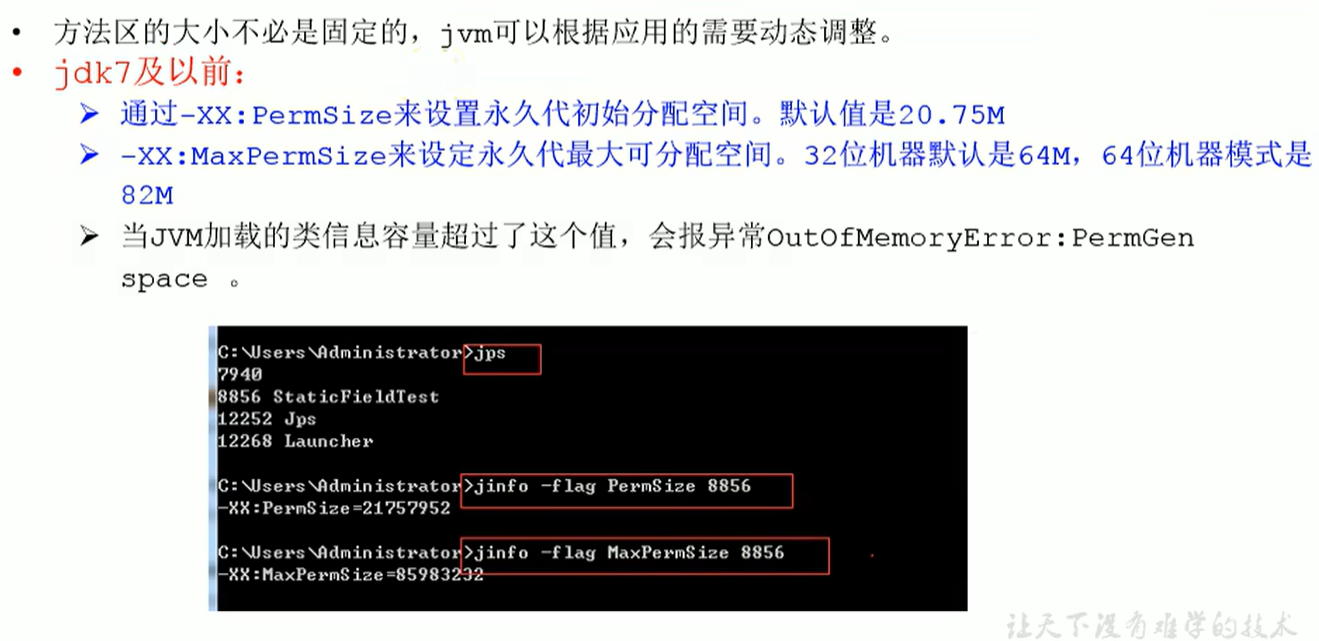 • 方法区的大小不必是固定的，jvm可以根据应用的需要动态调整。
• jdk7及以前：
➢ 通过-XX:PermSize来设置永久代初始分配空间。默认值是20.75M
➢ -XX:MaxPermSize来设定永久代最大可分配空间。32位机器默认是64M，64位机器模式是
82M
➢ 当JVM加载的类信息容量超过了这个值，会报异常OutOfMemoryError:PermGen
space 。
C:\Users\Administrator>jps
7940
8856 StaticFieldTest
12252 Jps
12268 Launcher
C:\Users\Administrator>jinfo -flag PermSize 8856
-XX:PermSize=21757952
C:\Users\Administrator>jinfo -flag MaxPermSize 8856
-XX:MaxPermSize=85983232
让天下没有难学的技术